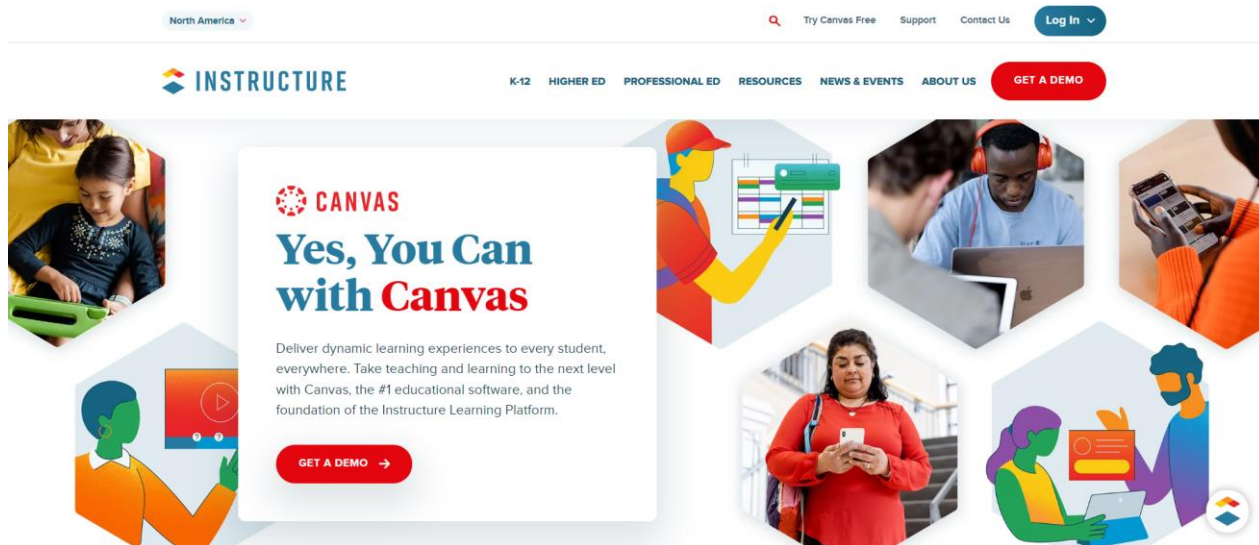 North America
Try Canvas Free Support Contact Us Log In
INSTRUCTURE
K-12 HIGHER ED PROFESSIONAL ED RESOURCES NEWS & EVENTS ABOUT US GET A DEMO
CANVAS
Yes, You Can
with Canvas
Deliver dynamic learning experiences to every student,
everywhere. Take teaching and learning to the next level
with Canvas, the #1 educational software, and the
foundation of the Instructure Learning Platform.
GET A DEMO →
? ?